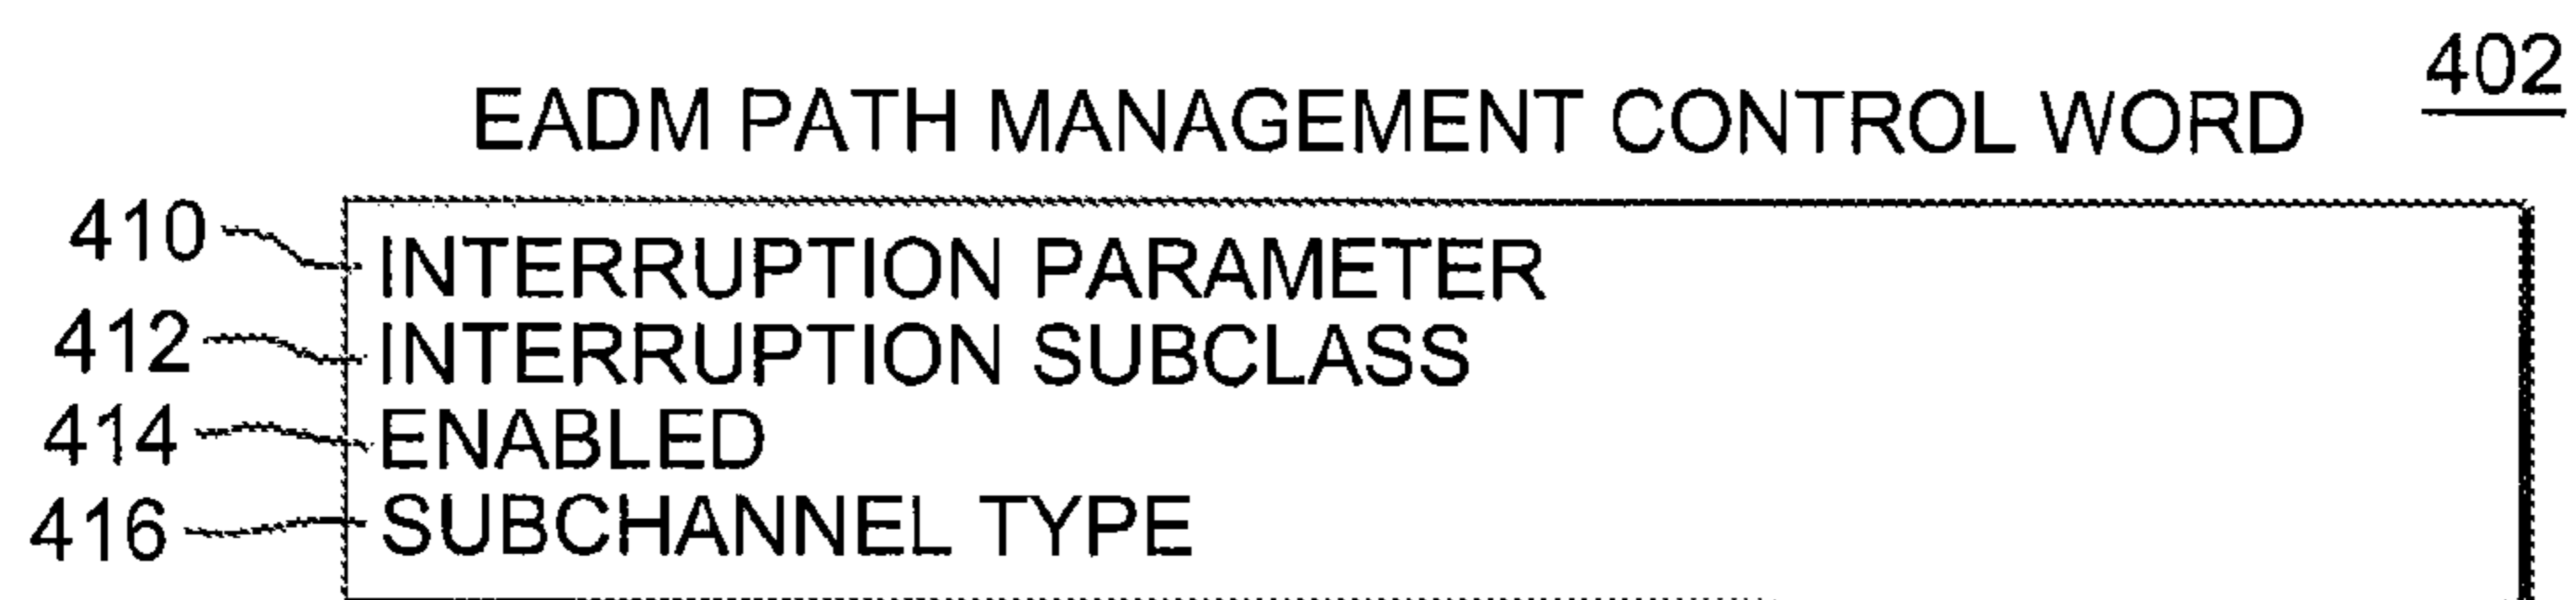 402
EADM PATH MANAGEMENT CONTROL WORD
410 INTERRUPTION PARAMETER
412 INTERRUPTION SUBCLASS
414 ENABLED
416 SUBCHANNEL TYPE